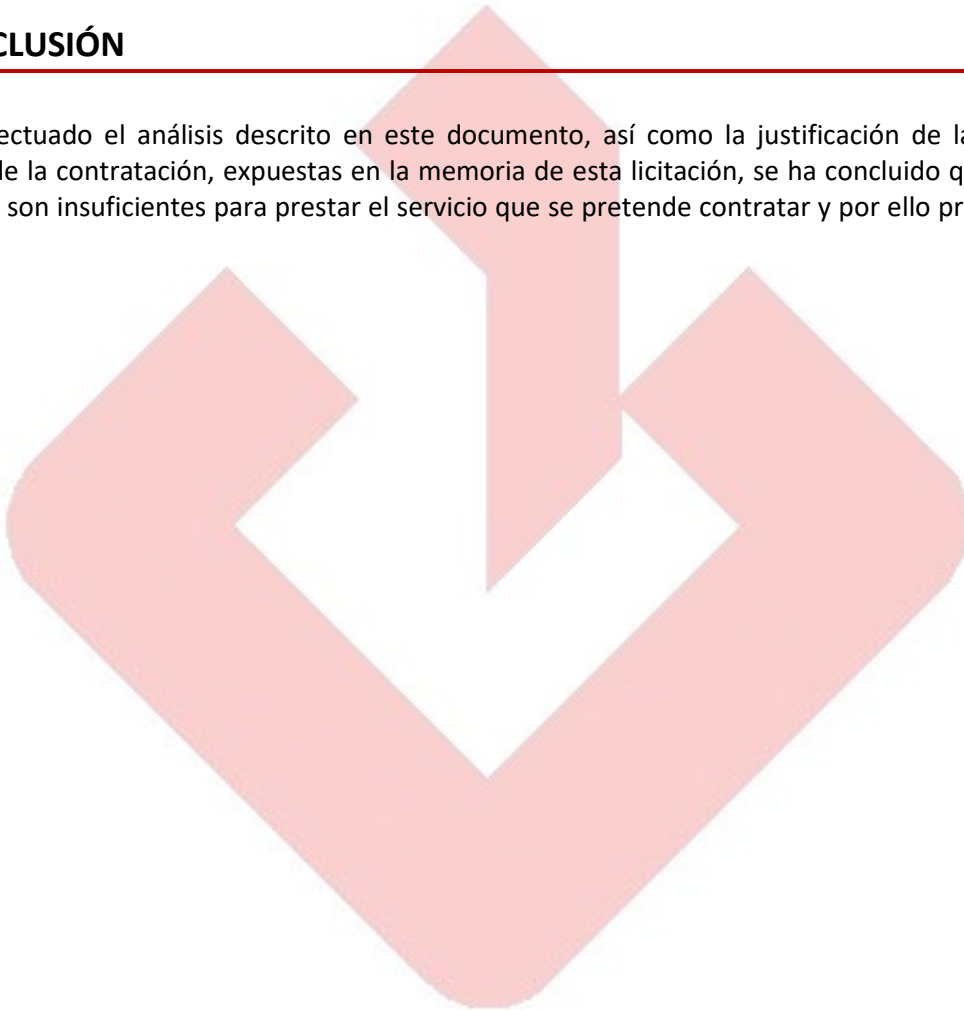 CLUSIÓN
ectuado el análisis descrito en este documento, así como la justificación de la
de la contratación, expuestas en la memoria de esta licitación, se ha concluido q
son insuficientes para prestar el servicio que se pretende contratar y por ello pr